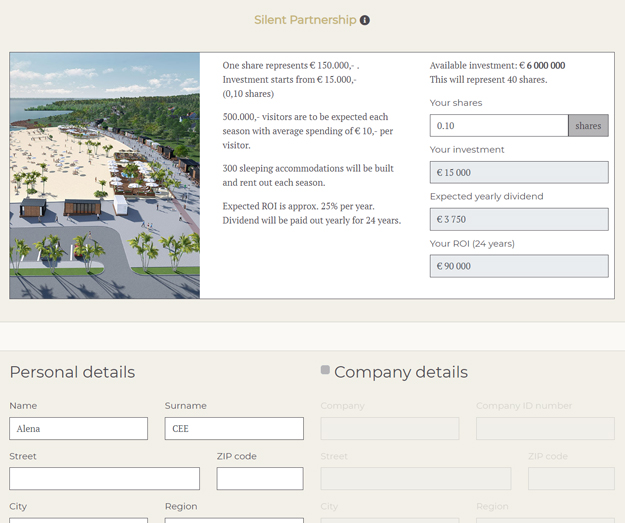 Silent Partnership
One share represents € 150.000,- .
Investment starts from € 15.000,-
(0,10 shares)
500.000,- visitors are to be expected each
season with average spending of € 10,- per
visitor.
300 sleeping accommodations will be built
and rent out each season.
Expected ROI is approx. 25% per year.
Dividend will be paid out yearly for 24 years.
Available investment: € 6 000 000
This will represent 40 shares.
Your shares
0.10 shares
Your investment
€ 15 000
Expected yearly dividend
€ 3 750
Your ROI (24 years)
€ 90 000
Personal details
Name Surname
Alena CEE
Street ZIP code
City Region
Company details
Company Company ID number
Street ZIP code
City Region